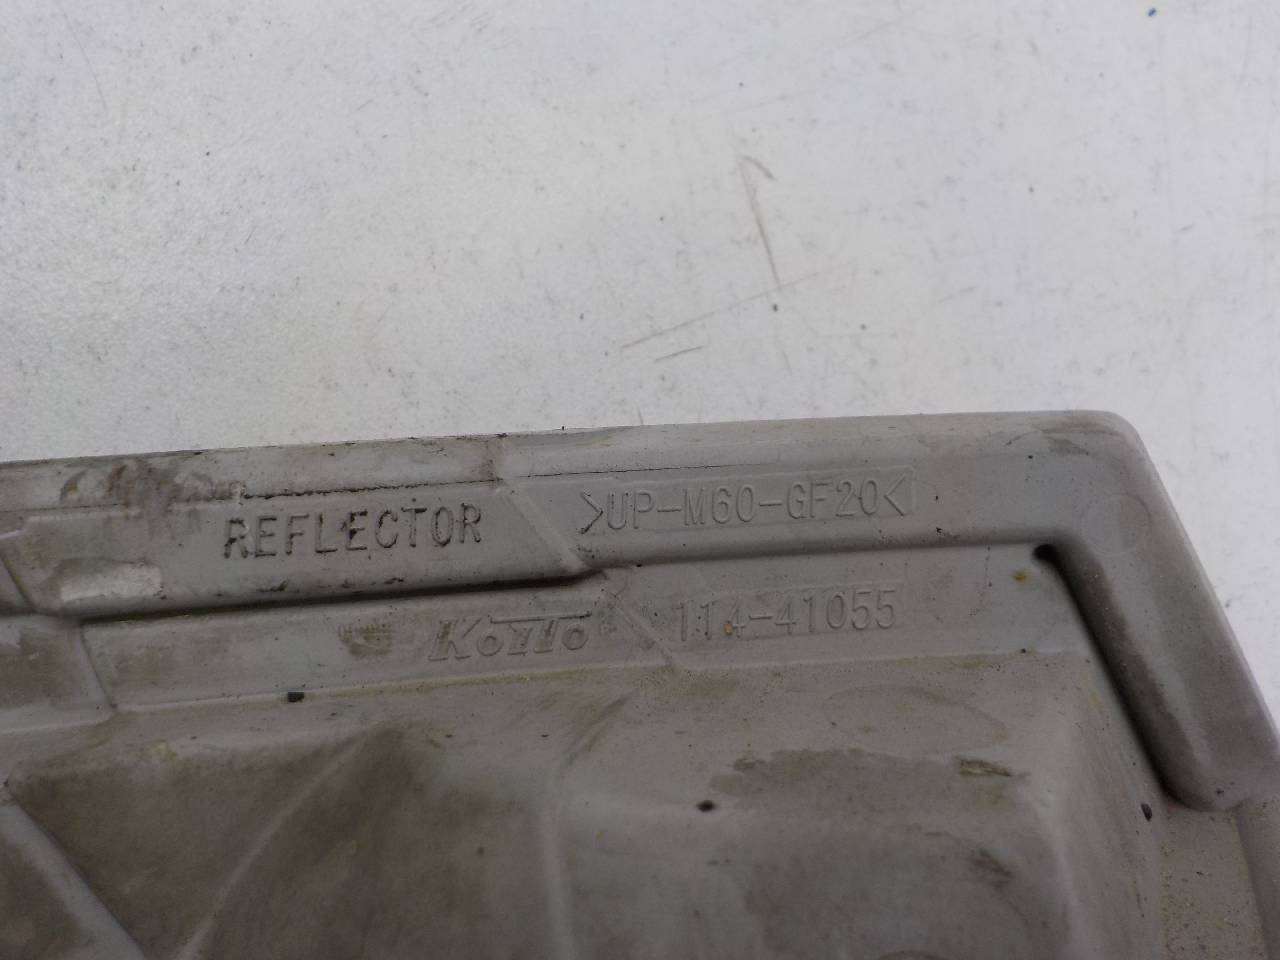 REFLECTOR >UP-M60-GF20<
KOITO 114-41055